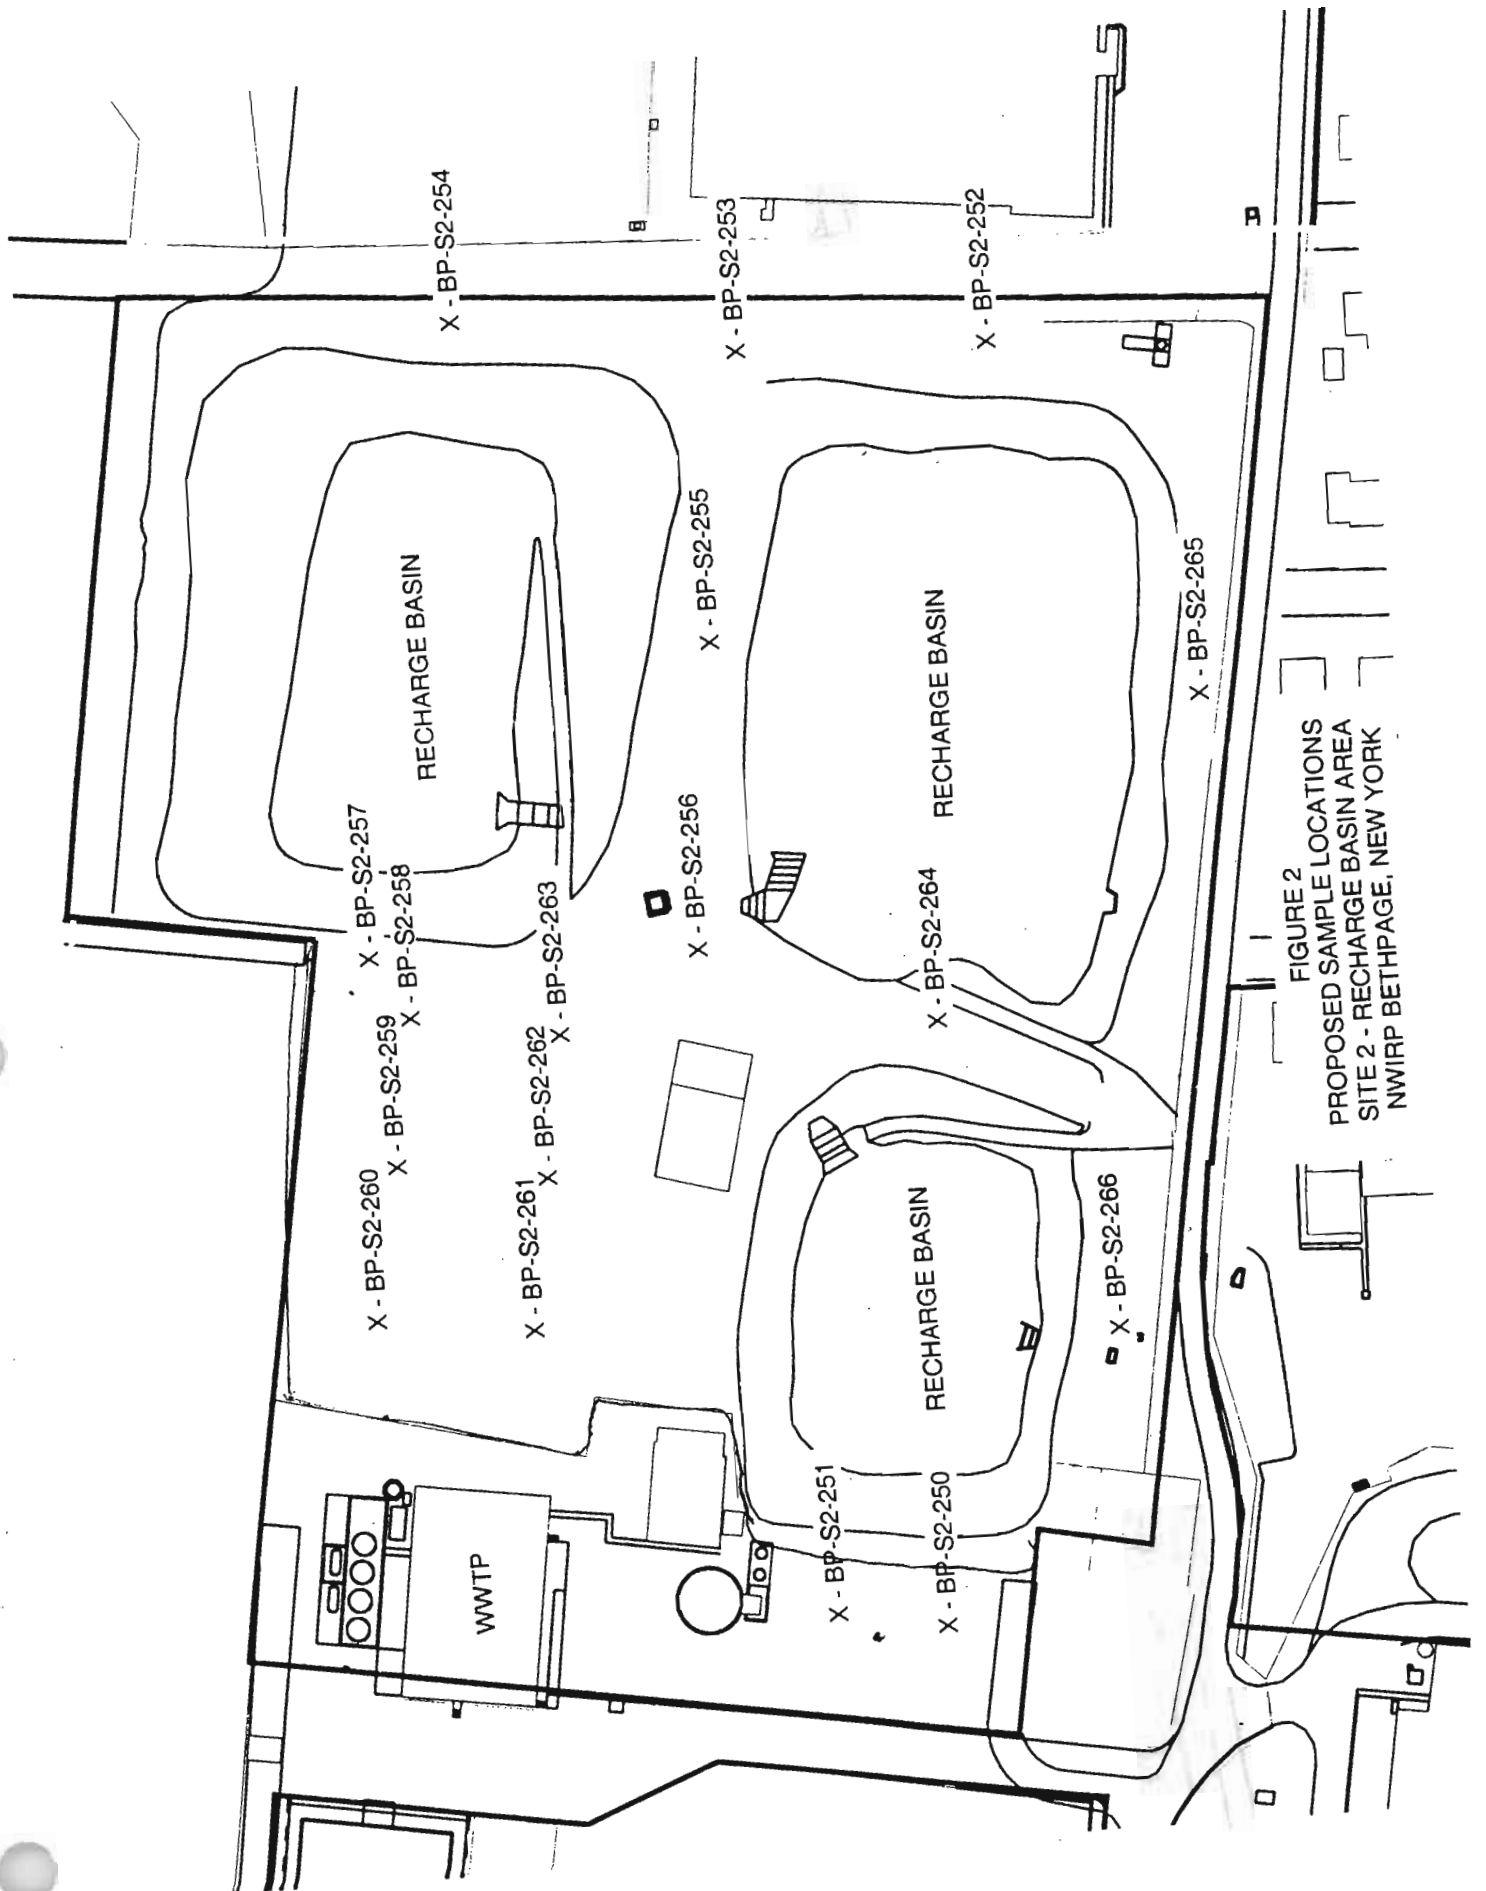 X - BP-S2-254
X - BP-S2-253
X - BP-S2-252
X - BP-S2-255
X - BP-S2-265
RECHARGE BASIN
RECHARGE BASIN
X - BP-S2-257
X - BP-S2-258
X - BP-S2-263
X - BP-S2-256
X - BP-S2-264
X - BP-S2-259
X - BP-S2-262
X - BP-S2-260
X - BP-S2-261
RECHARGE BASIN
X - BP-S2-266
X - BP-S2-251
X - BP-S2-250
WWTP
FIGURE 2
PROPOSED SAMPLE LOCATIONS
SITE 2 - RECHARGE BASIN AREA
NWIRP BETHPAGE, NEW YORK